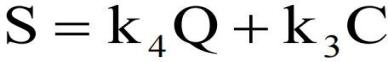 S = k₄Q + k₃C